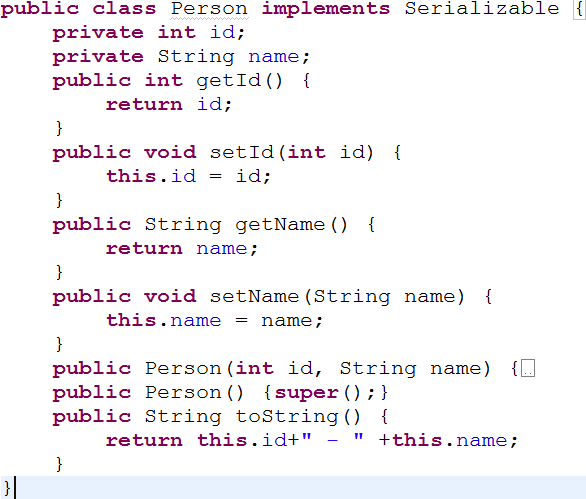 public class Person implements Serializable {
    private int id;
    private String name;
    public int getId() {
        return id;
    }
    public void setId(int id) {
        this.id = id;
    }
    public String getName() {
        return name;
    }
    public void setName(String name) {
        this.name = name;
    }
    public Person(int id, String name) {..
    public Person() {super();}
    public String toString() {
        return this.id+" - " +this.name;
    }
}